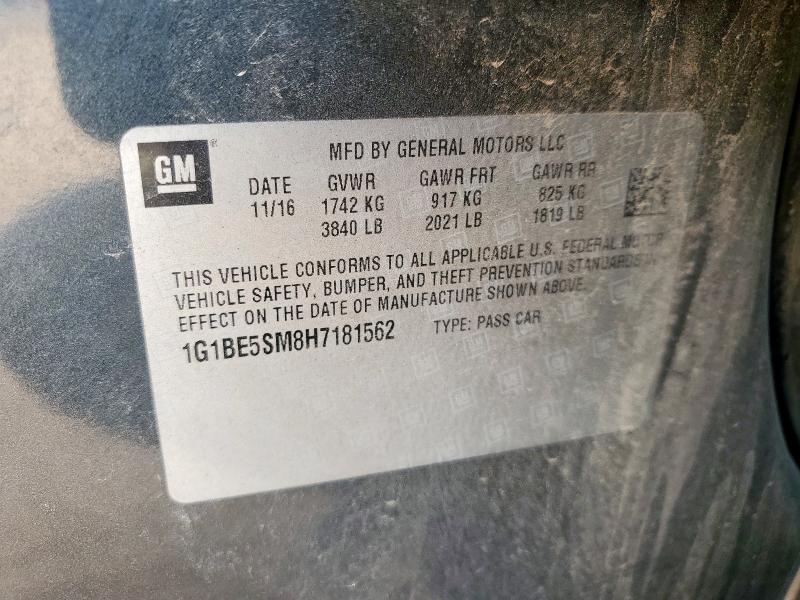 GM ®
MFD BY GENERAL MOTORS LLC
DATE GVWR GAWR FRT GAWR RR
11/16 1742 KG 917 KG 825 KG
3840 LB 2021 LB 1819 LB
THIS VEHICLE CONFORMS TO ALL APPLICABLE U.S. FEDERAL MOTOR
VEHICLE SAFETY, BUMPER, AND THEFT PREVENTION STANDARDS IN
EFFECT ON THE DATE OF MANUFACTURE SHOWN ABOVE.
1G1BE5SM8H7181562 TYPE: PASS CAR